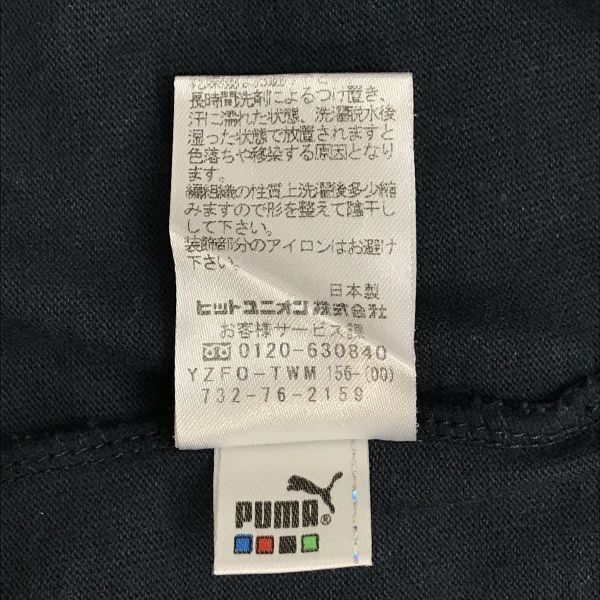 長時間洗剤によるつけ置き、
汗に濡れた状態、洗濯脱水後
湿った状態で放置されますと
色落ちや移染する原因となり
ます。
編組織の性質上洗濯後多少縮
みますので形を整えて陰干し
して下さい。
装飾部分のアイロンはお避け
下さい。
日本製
ヒットユニオン株式会社
お客様サービス課
0120-630840
YZFO-TWM 156-(00)
732-76-2159
PUMA®